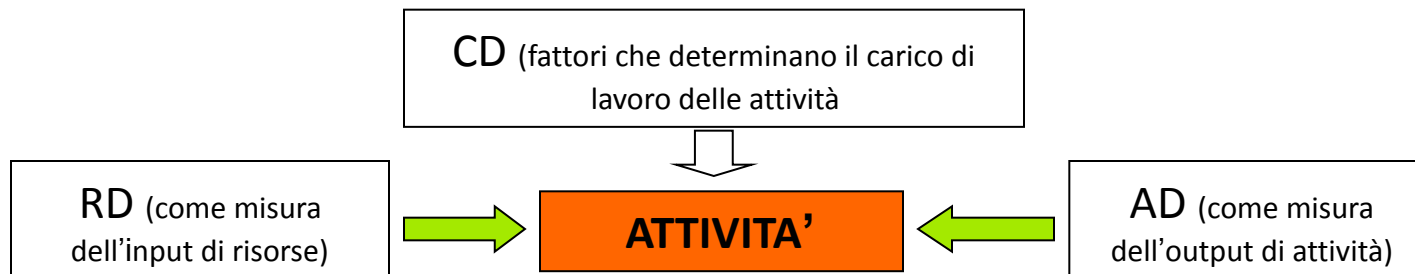 CD (fattori che determinano il carico di
lavoro delle attività
RD (come misura
dell’input di risorse)
ATTIVITA’
AD (come misura
dell’output di attività)